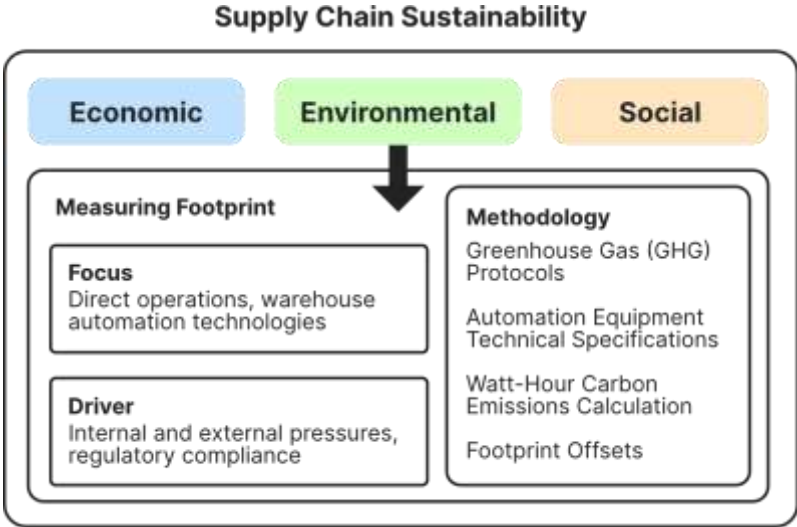 Supply Chain Sustainability
Economic
Environmental
Social
Measuring Footprint
Focus
Direct operations, warehouse
automation technologies
Driver
Internal and external pressures,
regulatory compliance
Methodology
Greenhouse Gas (GHG)
Protocols
Automation Equipment
Technical Specifications
Watt-Hour Carbon
Emissions Calculation
Footprint Offsets